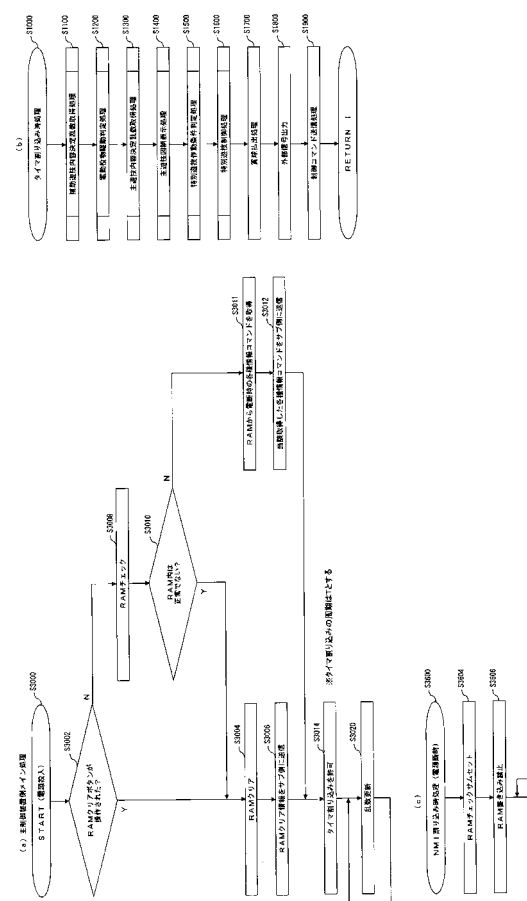 (a) 主制御装置側メイン処理
START（電源投入）
S3000
RAMクリアボタンが
操作された？
S3002
N
Y
RAMチェック
S3008
RAM内は
正常でない？
S3010
N
Y
RAMから電断時の各種情報コマンドを取得
S3011
当該取得した各種情報コマンドをサブ側に送信
S3012
RAMクリア
S3004
RAMクリア情報をサブ側に送信
S3006
タイマ割り込みを許可
S3014
※タイマ割り込みの周期はTとする
乱数更新
S3020
(b)
タイマ割り込み時処理
S1000
補助遊技内容決定乱数取得処理
S1100
電動役物駆動判定処理
S1200
主遊技内容決定乱数取得処理
S1300
主遊技図柄表示処理
S1400
特別遊技作動条件判定処理
S1500
特別遊技制御処理
S1600
賞球払出処理
S1700
外部信号出力
S1800
制御コマンド送信処理
S1900
RETURN I
(c)
NMI割り込み時処理（電源断時）
S3600
RAMチェックサムセット
S3604
RAM書き込み禁止
S3606